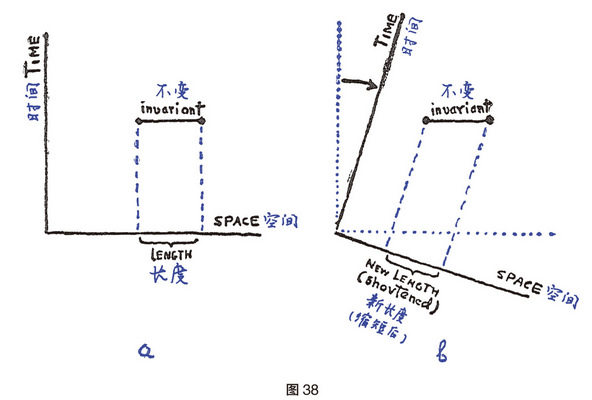 TIME
时间
不变
invariant
SPACE 空间
LENGTH
长度
a
TIME
时间
不变
invariant
SPACE 空间
NEW LENGTH
(Shortened)
新长度
(缩短后)
b
图 38